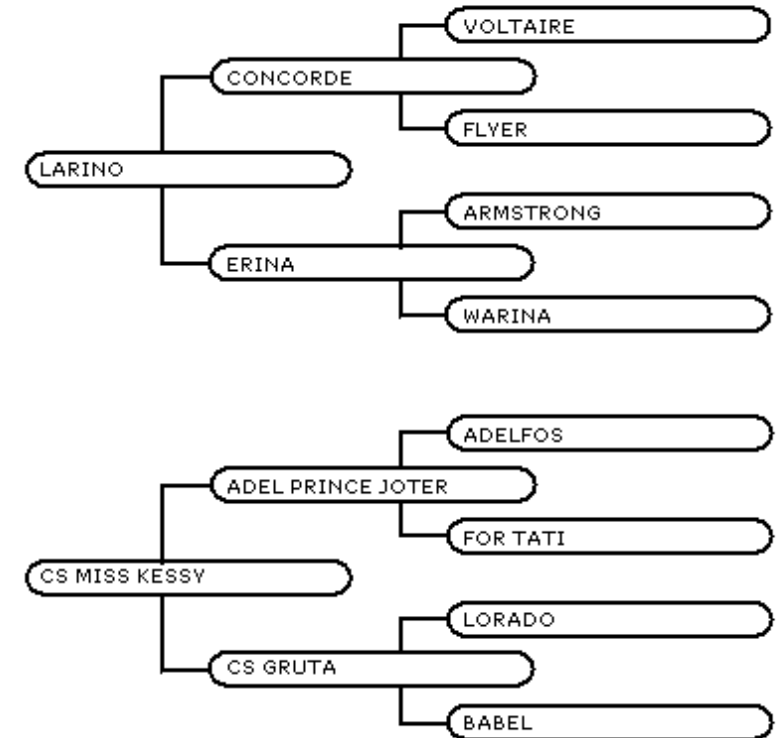 VOLTAIRE
CONCORDE
FLYER
LARINO
ARMSTRONG
ERINA
WARINA
ADELFOS
ADEL PRINCE JOTER
FOR TATI
CS MISS KESSY
LORADO
CS GRUTA
BABEL